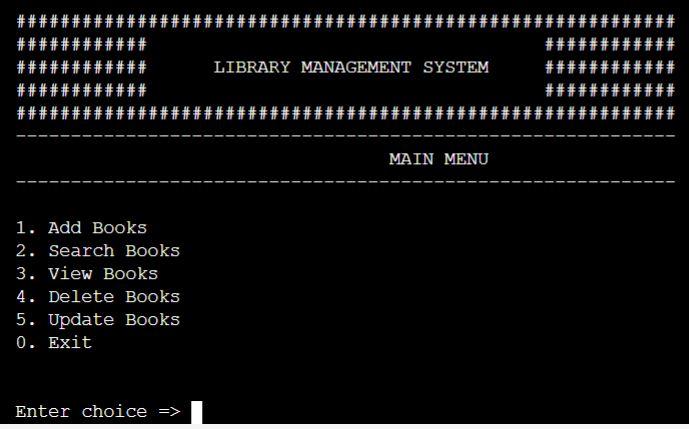 ############################################################
############                                    ############
############      LIBRARY MANAGEMENT SYSTEM     ############
############                                    ############
############################################################
------------------------------------------------------------
                                  MAIN MENU
------------------------------------------------------------
1. Add Books
2. Search Books
3. View Books
4. Delete Books
5. Update Books
0. Exit
Enter choice =>